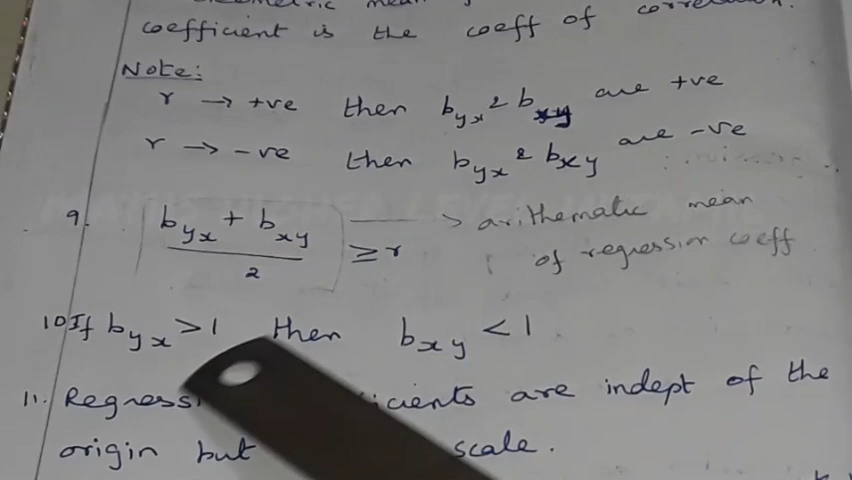 coefficient is the coeff of correlation.
Note:
r → +ve then byx & bxy are +ve
r → -ve then byx & bxy are -ve
9. byx + bxy / 2 ≥ r → arithematic mean
of regression coeff
10 If byx > 1 then bxy < 1
11. are indept of the
origin but scale.